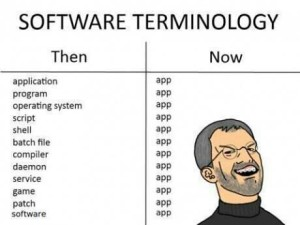 SOFTWARE TERMINOLOGY
Then Now
application app
program app
operating system app
script app
shell app
batch file app
compiler app
daemon app
service app
game app
patch app
software app